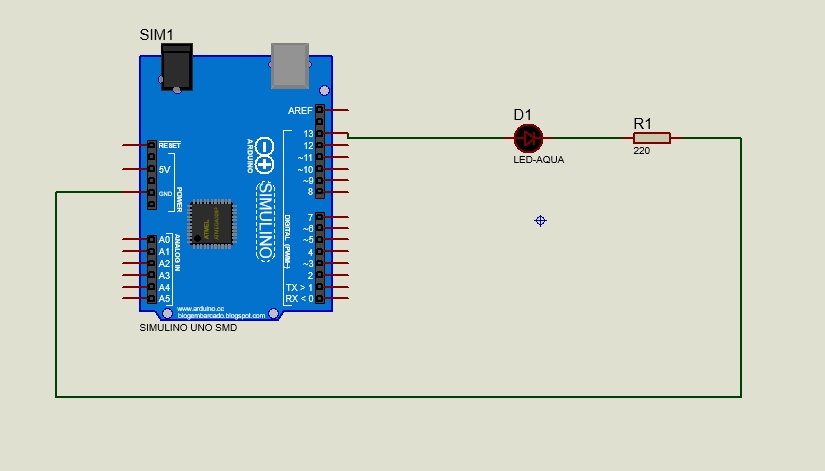 SIM1
AREF
13
12
~11
~10
~9
8
7
~6
~5
4
~3
2
TX > 1
RX < 0
RESET
5V
GND
POWER
A0
A1
A2
A3
A4
A5
ANALOG IN
ARDUINO
SIMULINO
DIGITAL (PWM~)
ATMEL
www.arduino.cc
blogembarcado.blogspot.com
SIMULINO UNO SMD
D1
LED-AQUA
R1
220